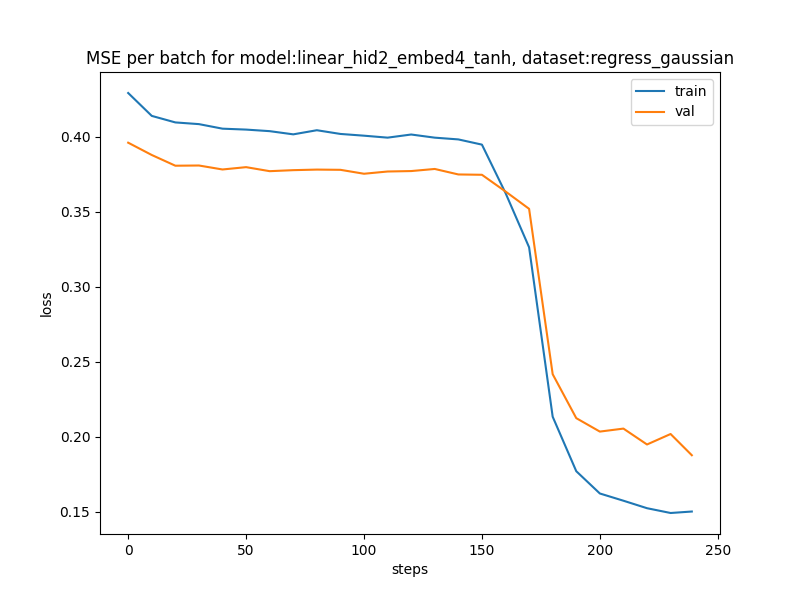 MSE per batch for model:linear_hid2_embed4_tanh, dataset:regress_gaussian
train
val
0.40
0.35
0.30
0.25
0.20
0.15
loss
0 50 100 150 200 250
steps